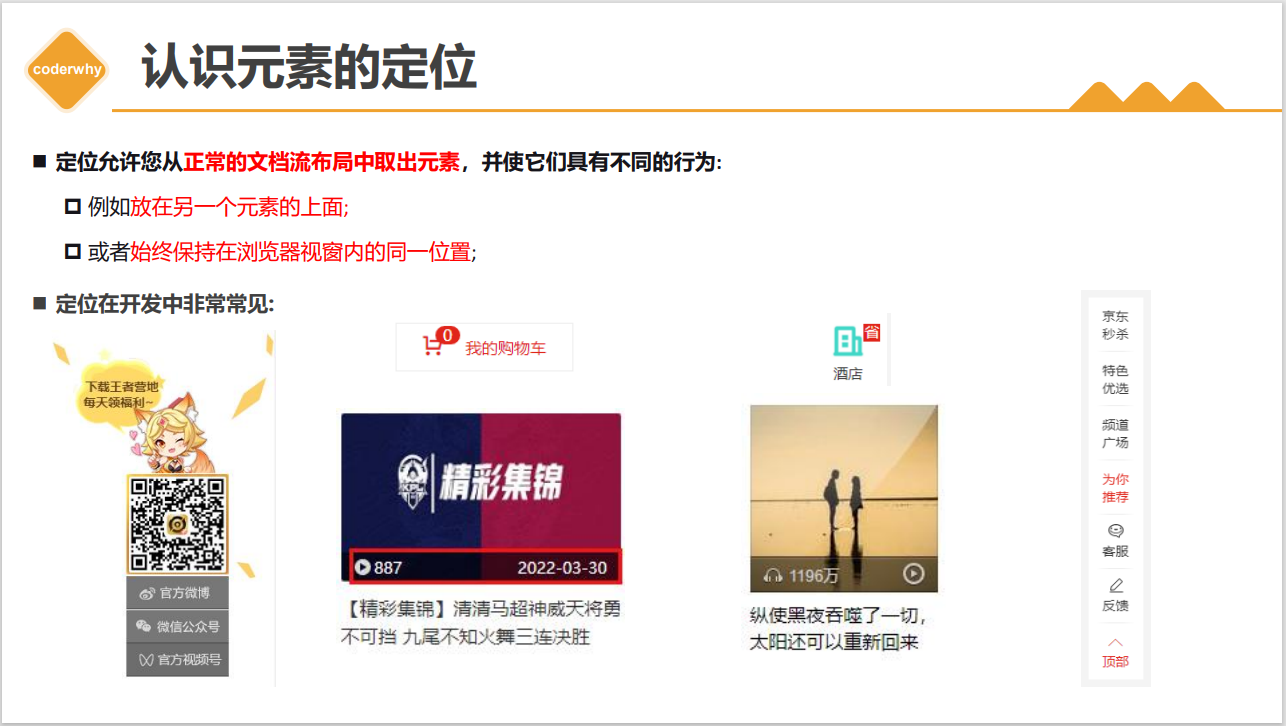 coderwhy
认识元素的定位
定位允许您从正常的文档流布局中取出元素，并使它们具有不同的行为:
例如放在另一个元素的上面;
或者始终保持在浏览器视窗内的同一位置;
定位在开发中非常常见:
下载王者营地
每天领福利~
官方微博
微信公众号
官方视频号
0
我的购物车
KPL 精彩集锦
887 2022-03-30
【精彩集锦】清清马超神威天将勇
不可挡 九尾不知火舞三连决胜
省
酒店
1196万
纵使黑夜吞噬了一切，
太阳还可以重新回来
京东
秒杀
特色
优选
频道
广场
为你
推荐
客服
反馈
顶部